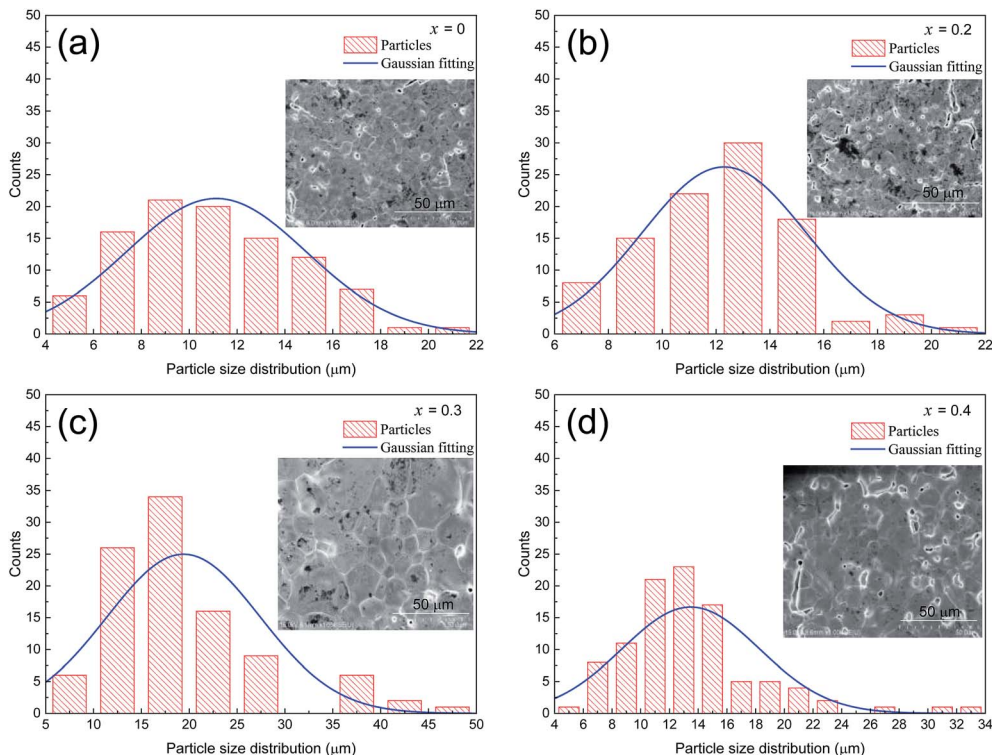 (a)
x = 0
Particles
Gaussian fitting
50 μm
Counts
50
45
40
35
30
25
20
15
10
5
0
4 6 8 10 12 14 16 18 20 22
Particle size distribution (μm)
(b)
x = 0.2
Particles
Gaussian fitting
50 μm
Counts
50
45
40
35
30
25
20
15
10
5
0
6 8 10 12 14 16 18 20 22
Particle size distribution (μm)
(c)
x = 0.3
Particles
Gaussian fitting
50 μm
Counts
50
45
40
35
30
25
20
15
10
5
0
5 10 15 20 25 30 35 40 45 50
Particle size distribution (μm)
(d)
x = 0.4
Particles
Gaussian fitting
50 μm
Counts
50
45
40
35
30
25
20
15
10
5
0
4 6 8 10 12 14 16 18 20 22 24 26 28 30 32 34
Particle size distribution (μm)